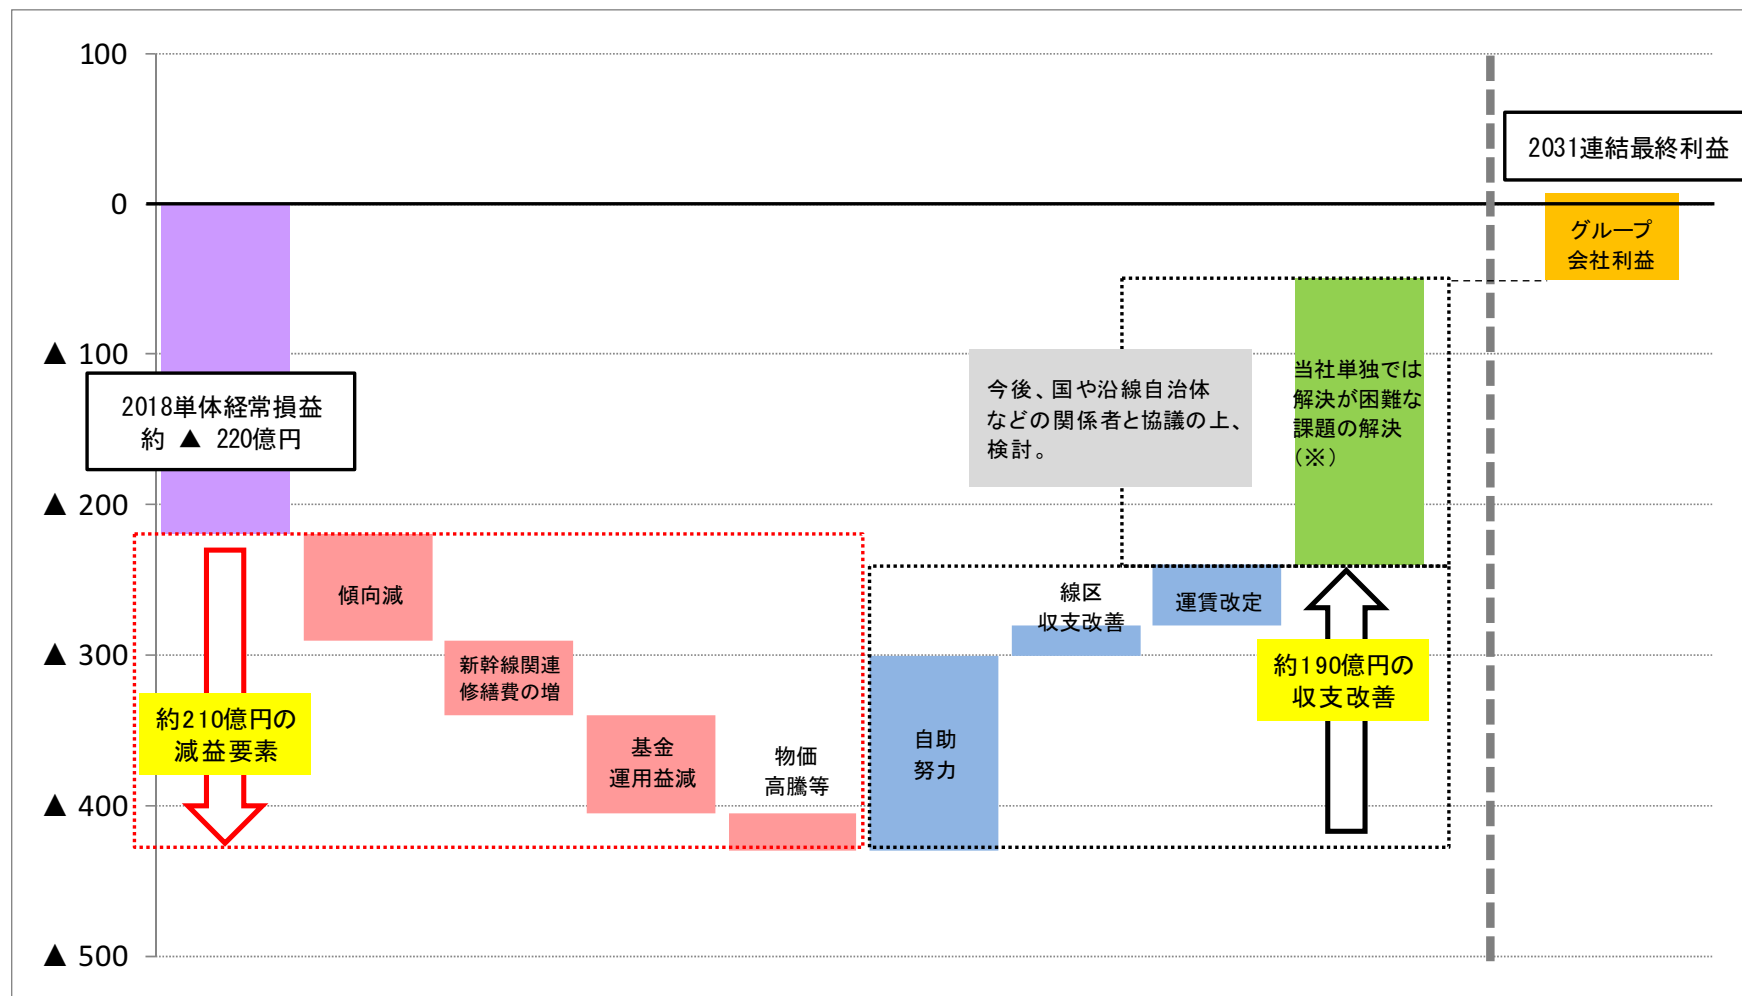 100
0
▲ 100
▲ 200
▲ 300
▲ 400
▲ 500
2018単体経常損益
約 ▲ 220億円
約210億円の
減益要素
傾向減
新幹線関連
修繕費の増
基金
運用益減
物価
高騰等
自助
努力
線区
収支改善
運賃改定
今後、国や沿線自治体
などの関係者と協議の上、
検討。
当社単独では
解決が困難な
課題の解決
（※）
約190億円の
収支改善
2031連結最終利益
グループ
会社利益